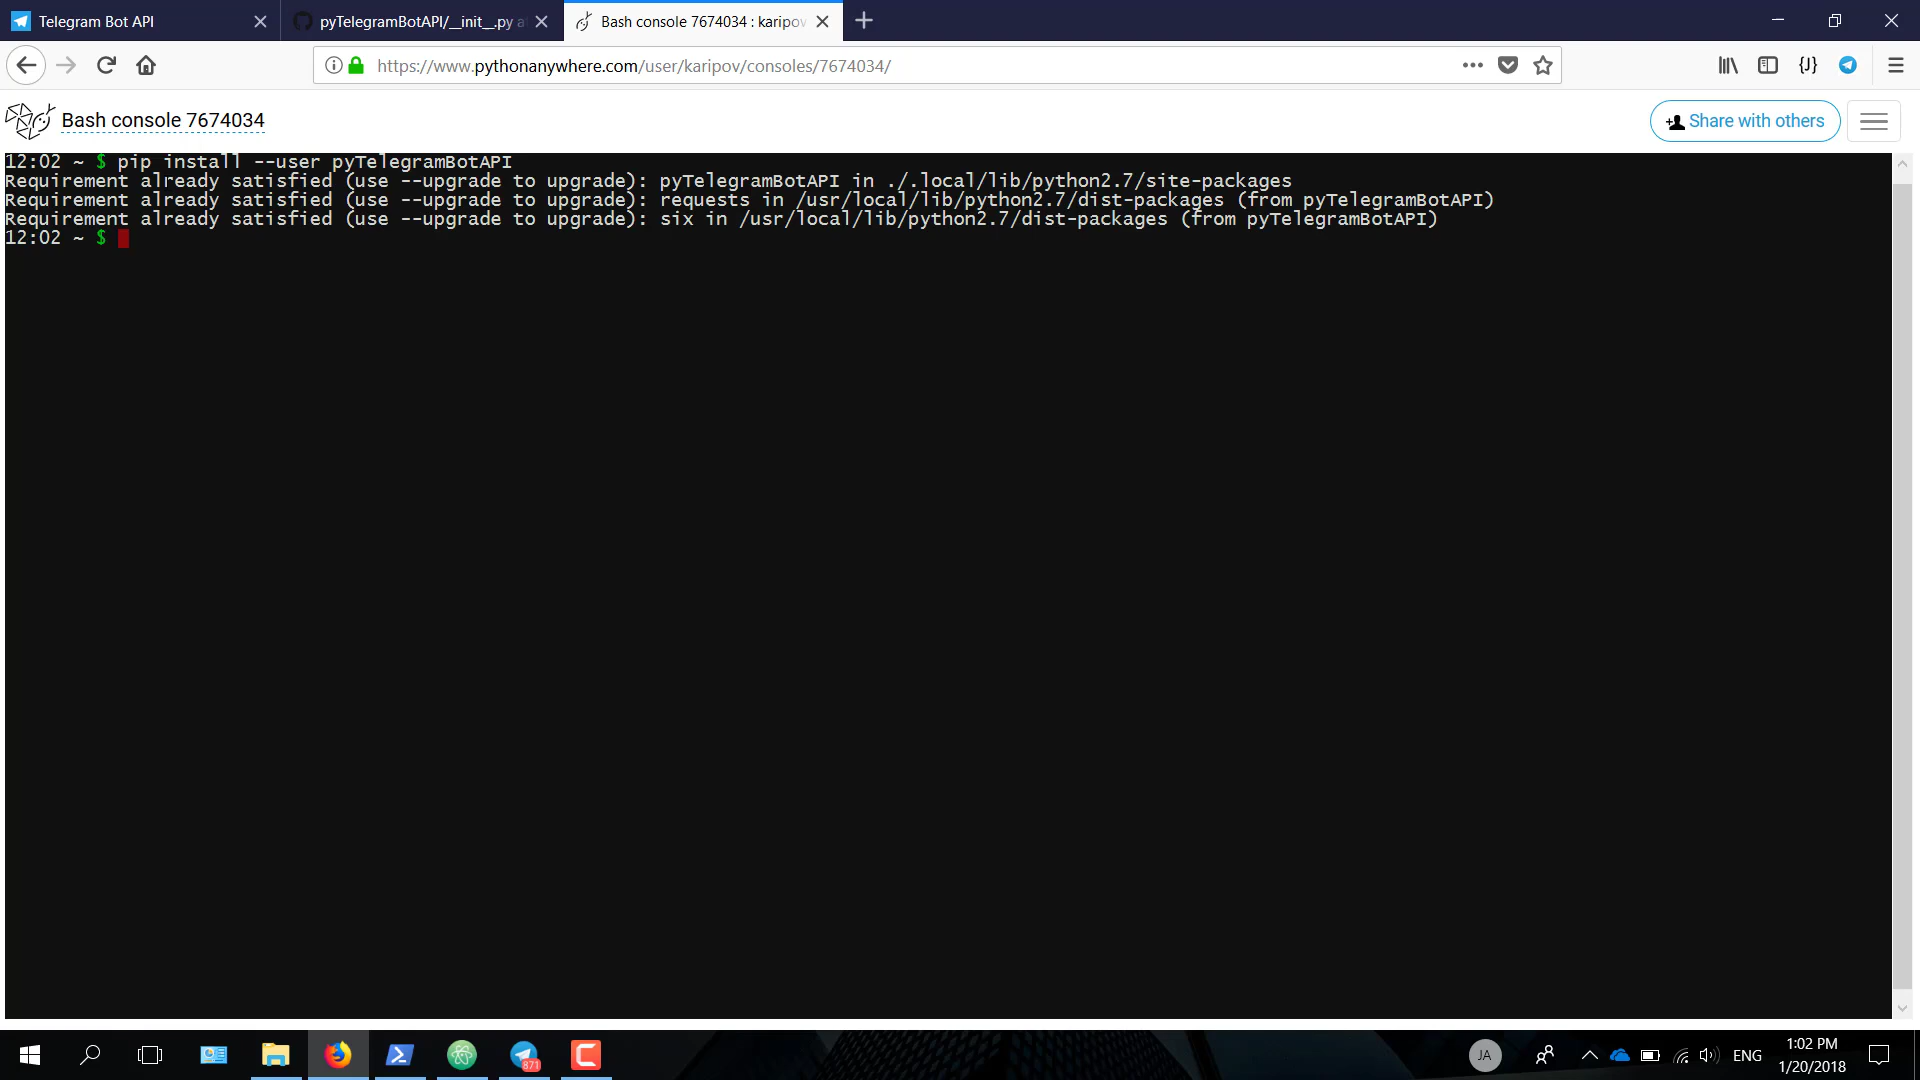 Telegram Bot API
pyTelegramBotAPI/__init__.py a
Bash console 7674034 : karipov
https://www.pythonanywhere.com/user/karipov/consoles/7674034/
Bash console 7674034
Share with others
12:02 ~ $ pip install --user pyTelegramBotAPI
Requirement already satisfied (use --upgrade to upgrade): pyTelegramBotAPI in ./.local/lib/python2.7/site-packages
Requirement already satisfied (use --upgrade to upgrade): requests in /usr/local/lib/python2.7/dist-packages (from pyTelegramBotAPI)
Requirement already satisfied (use --upgrade to upgrade): six in /usr/local/lib/python2.7/dist-packages (from pyTelegramBotAPI)
12:02 ~ $
871
JA
ENG
1:02 PM
1/20/2018